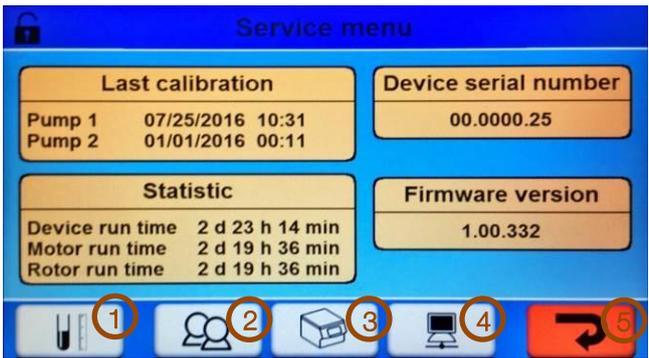 Service menu
Last calibration
Pump 1 07/25/2016 10:31
Pump 2 01/01/2016 00:11
Device serial number
00.0000.25
Statistic
Device run time 2 d 23 h 14 min
Motor run time 2 d 19 h 36 min
Rotor run time 2 d 19 h 36 min
Firmware version
1.00.332
1 2 3 4 5